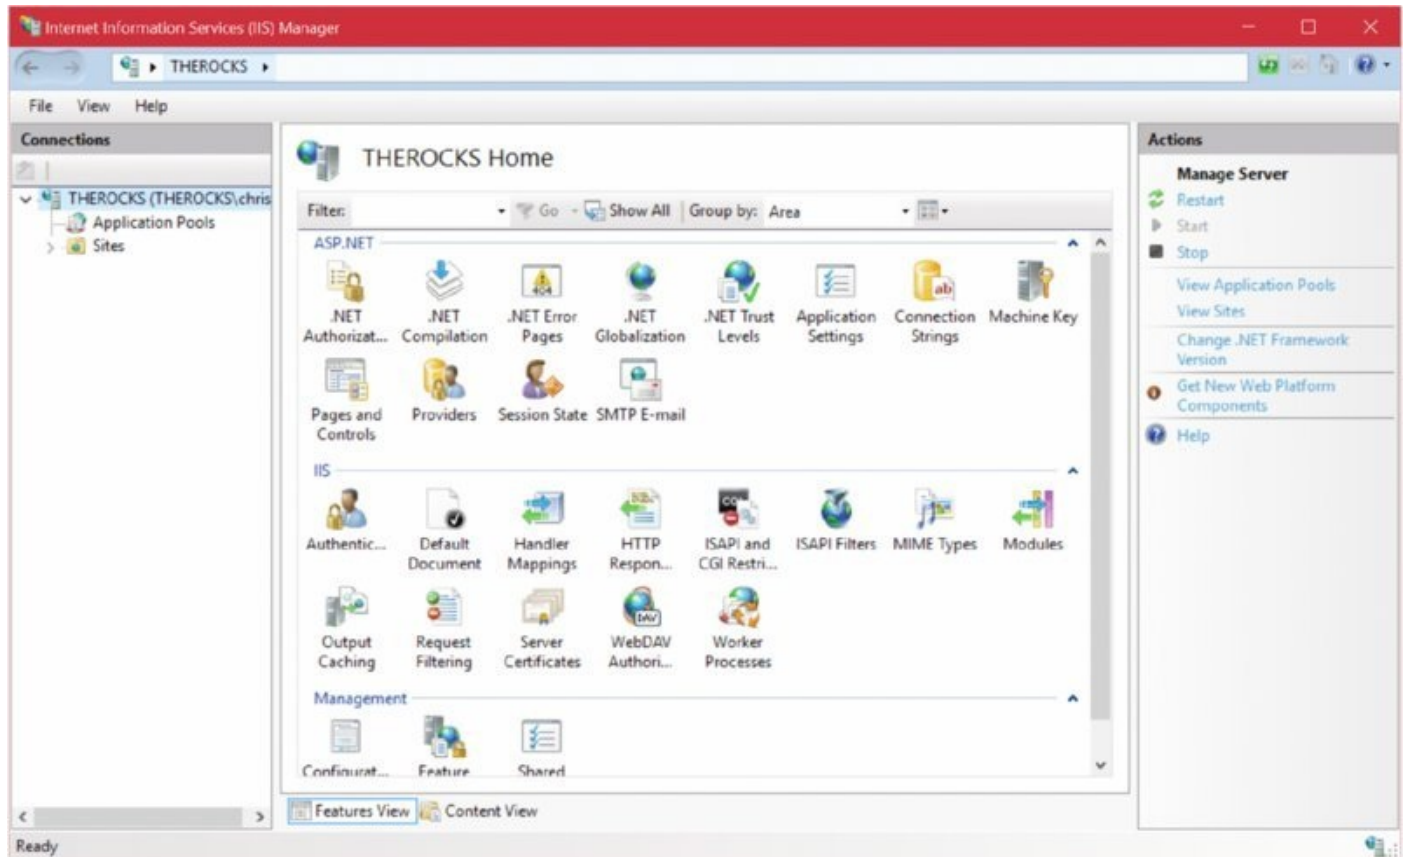 Internet Information Services (IIS) Manager
THEROCKS
File View Help
Connections
THEROCKS (THEROCKS\chris
Application Pools
Sites
THEROCKS Home
Filter: Go Show All Group by: Area
ASP.NET
.NET Authorizat...
.NET Compilation
.NET Error Pages
.NET Globalization
.NET Trust Levels
Application Settings
Connection Strings
Machine Key
Pages and Controls
Providers
Session State
SMTP E-mail
IIS
Authentic...
Default Document
Handler Mappings
HTTP Respon...
ISAPI and CGI Restri...
ISAPI Filters
MIME Types
Modules
Output Caching
Request Filtering
Server Certificates
WebDAV Authori...
Worker Processes
Management
Configurat...
Feature
Shared
Features View Content View
Actions
Manage Server
Restart
Start
Stop
View Application Pools
View Sites
Change .NET Framework
Version
Get New Web Platform
Components
Help
Ready